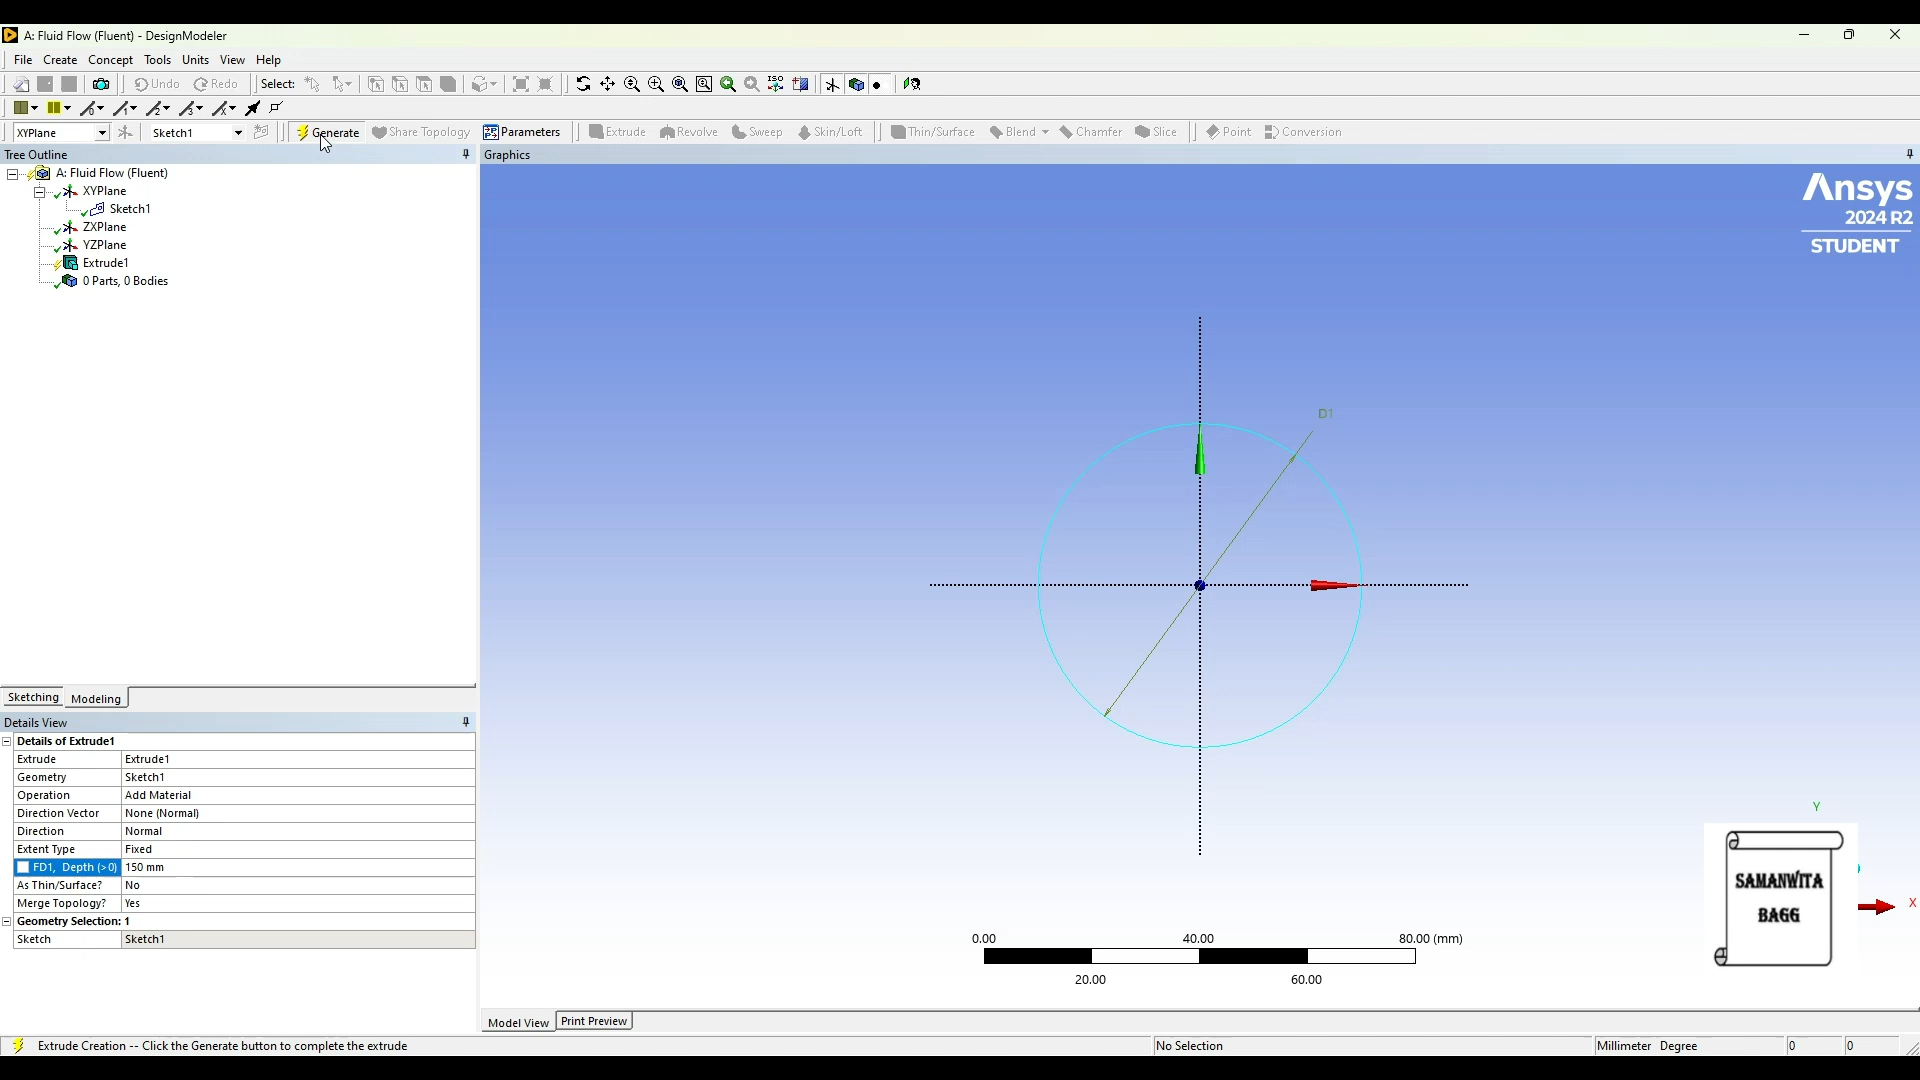 A: Fluid Flow (Fluent) - DesignModeler
File Create Concept Tools Units View Help
Undo Redo Select: ISO
XYPlane Sketch1 Generate Share Topology Parameters Extrude Revolve Sweep Skin/Loft Thin/Surface Blend Chamfer Slice Point Conversion
Tree Outline
Graphics
A: Fluid Flow (Fluent)
XYPlane
Sketch1
ZXPlane
YZPlane
Extrude1
0 Parts, 0 Bodies
Ansys
2024 R2
STUDENT
D1
Sketching Modeling
Details View
Details of Extrude1
Extrude Extrude1
Geometry Sketch1
Operation Add Material
Direction Vector None (Normal)
Direction Normal
Extent Type Fixed
FD1, Depth (>0) 150 mm
As Thin/Surface? No
Merge Topology? Yes
Geometry Selection: 1
Sketch Sketch1
Y
SAMANWITA
BAGG
X
0.00 40.00 80.00 (mm)
20.00 60.00
Model View Print Preview
Extrude Creation -- Click the Generate button to complete the extrude No Selection Millimeter Degree 0 0